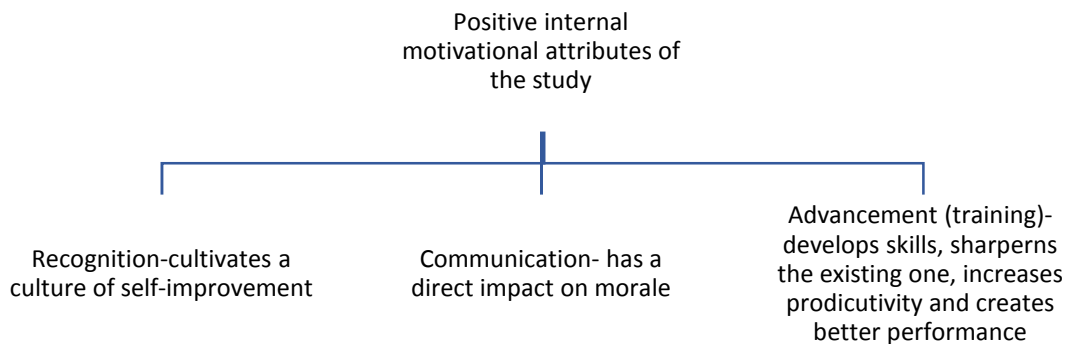 Positive internal
motivational attributes of
the study
Recognition-cultivates a
culture of self-improvement
Communication- has a
direct impact on morale
Advancement (training)-
develops skills, sharperns
the existing one, increases
prodicutivity and creates
better performance